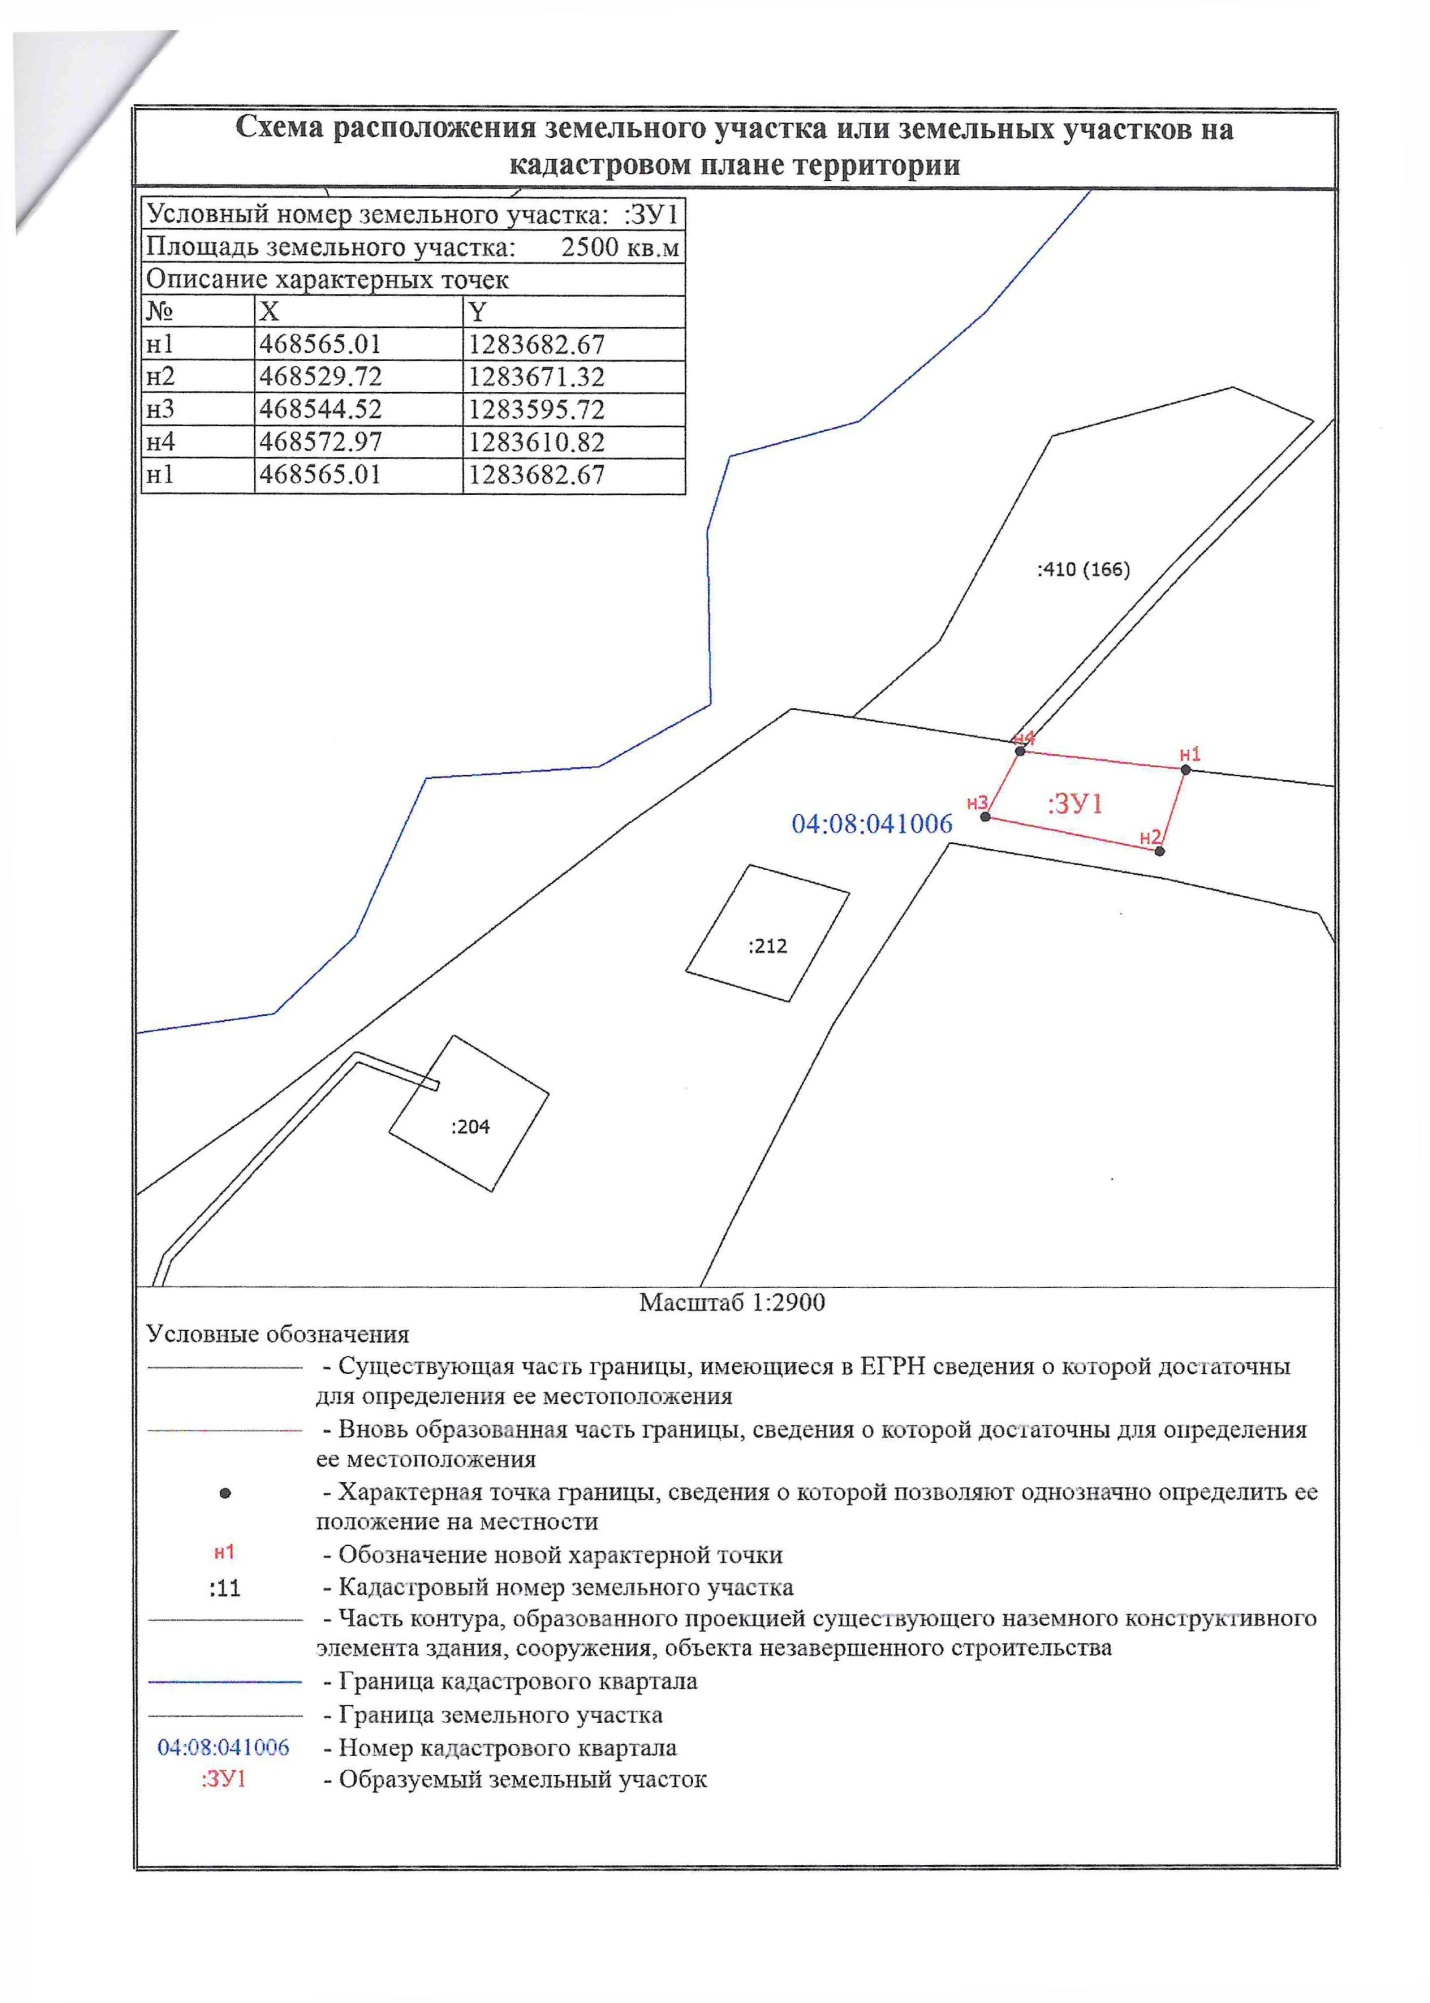 Схема расположения земельного участка или земельных участков на
кадастровом плане территории
Условный номер земельного участка: :ЗУ1
Площадь земельного участка: 2500 кв.м
Описание характерных точек
№ X Y
н1 468565.01 1283682.67
н2 468529.72 1283671.32
н3 468544.52 1283595.72
н4 468572.97 1283610.82
н1 468565.01 1283682.67
:410 (166)
н4
н1
н3
:ЗУ1
04:08:041006
н2
:212
:204
Масштаб 1:2900
Условные обозначения
- Существующая часть границы, имеющиеся в ЕГРН сведения о которой достаточны
для определения ее местоположения
- Вновь образованная часть границы, сведения о которой достаточны для определения
ее местоположения
- Характерная точка границы, сведения о которой позволяют однозначно определить ее
положение на местности
н1 - Обозначение новой характерной точки
:11 - Кадастровый номер земельного участка
- Часть контура, образованного проекцией существующего наземного конструктивного
элемента здания, сооружения, объекта незавершенного строительства
- Граница кадастрового квартала
- Граница земельного участка
04:08:041006 - Номер кадастрового квартала
:ЗУ1 - Образуемый земельный участок